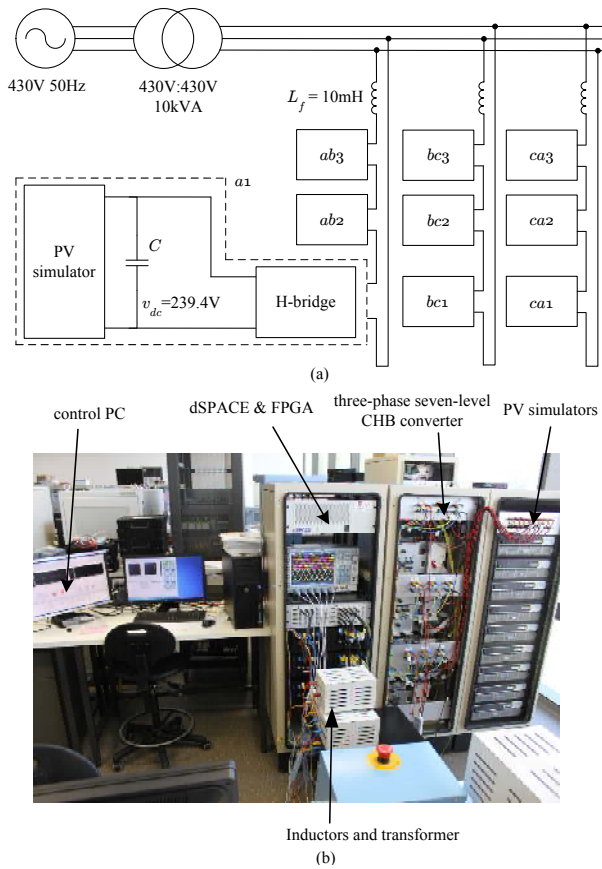 430V 50Hz
430V:430V
10kVA
L_f = 10mH
ab3
bc3
ca3
a1
ab2
bc2
ca2
PV
simulator
C
v_dc=239.4V
H-bridge
bc1
ca1
(a)
control PC
dSPACE & FPGA
three-phase seven-level
CHB converter
PV simulators
Inductors and transformer
(b)